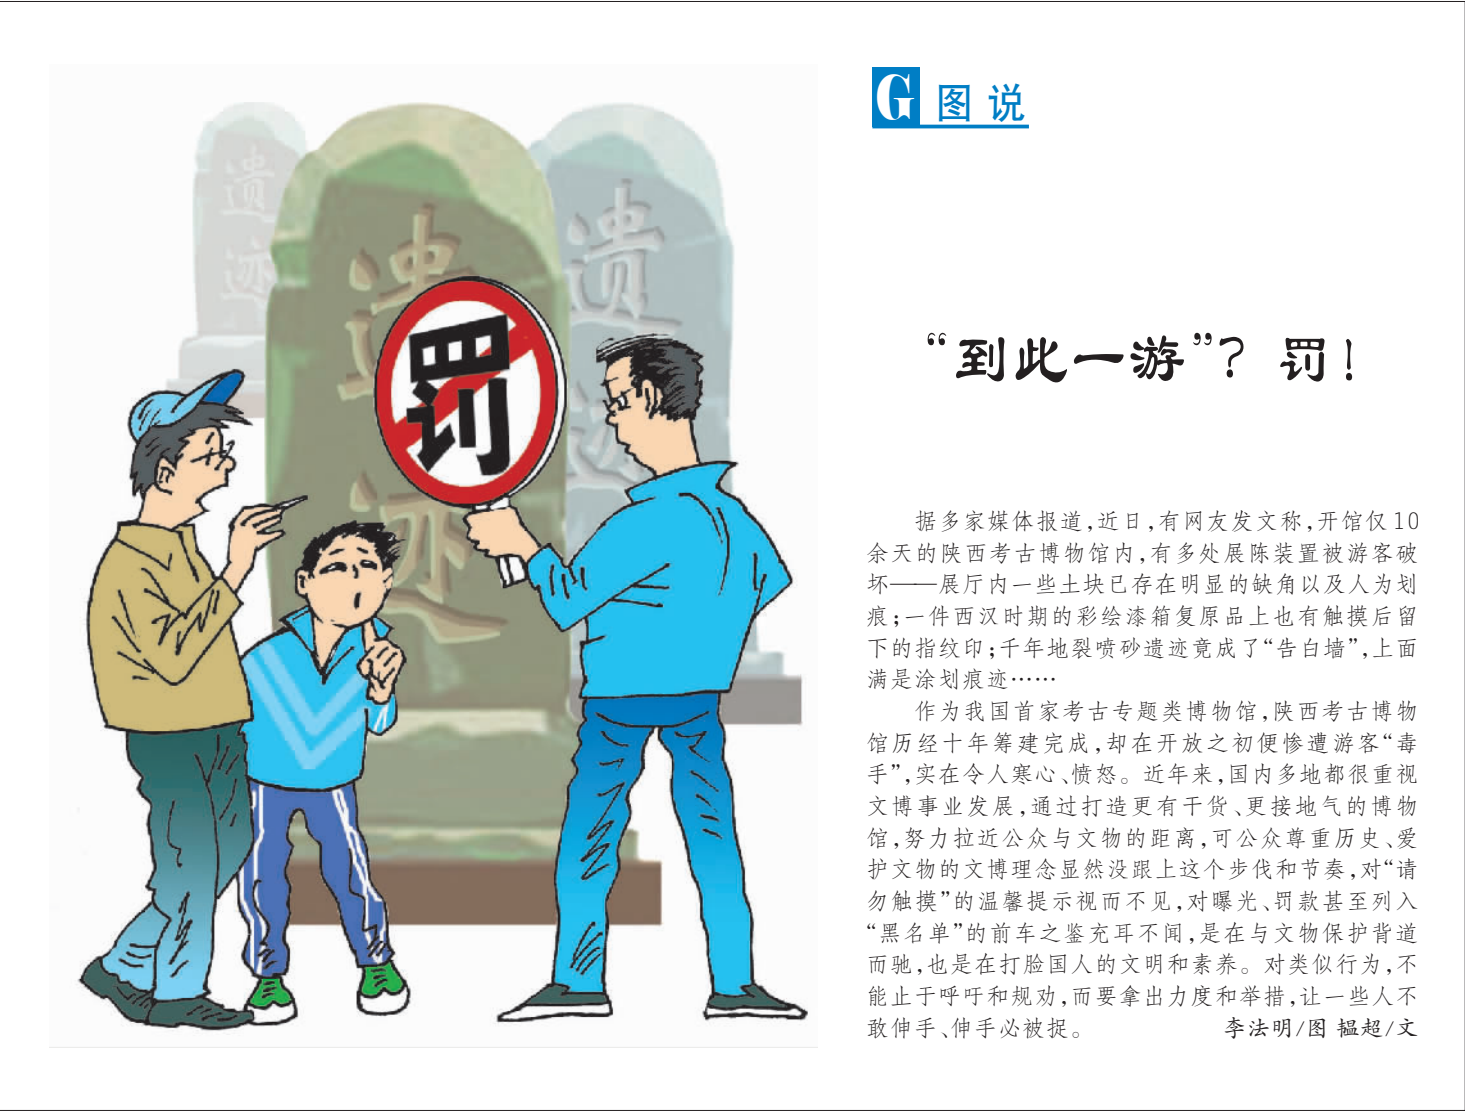 遗迹
遗迹
遗迹
罚
G 图说
“到此一游”？ 罚！
据多家媒体报道，近日，有网友发文称，开馆仅10
余天的陕西考古博物馆内，有多处展陈装置被游客破
坏——展厅内一些土块已存在明显的缺角以及人为划
痕；一件西汉时期的彩绘漆箱复原品上也有触摸后留
下的指纹印；千年地裂喷砂遗迹竟成了“告白墙”，上面
满是涂划痕迹……
作为我国首家考古专题类博物馆，陕西考古博物
馆历经十年筹建完成，却在开放之初便惨遭游客“毒
手”，实在令人寒心、愤怒。近年来，国内多地都很重视
文博事业发展，通过打造更有干货、更接地气的博物
馆，努力拉近公众与文物的距离，可公众尊重历史、爱
护文物的文博理念显然没跟上这个步伐和节奏，对“请
勿触摸”的温馨提示视而不见，对曝光、罚款甚至列入
“黑名单”的前车之鉴充耳不闻，是在与文物保护背道
而驰，也是在打脸国人的文明和素养。对类似行为，不
能止于呼吁和规劝，而要拿出力度和举措，让一些人不
敢伸手、伸手必被捉。 李法明/图 韫超/文